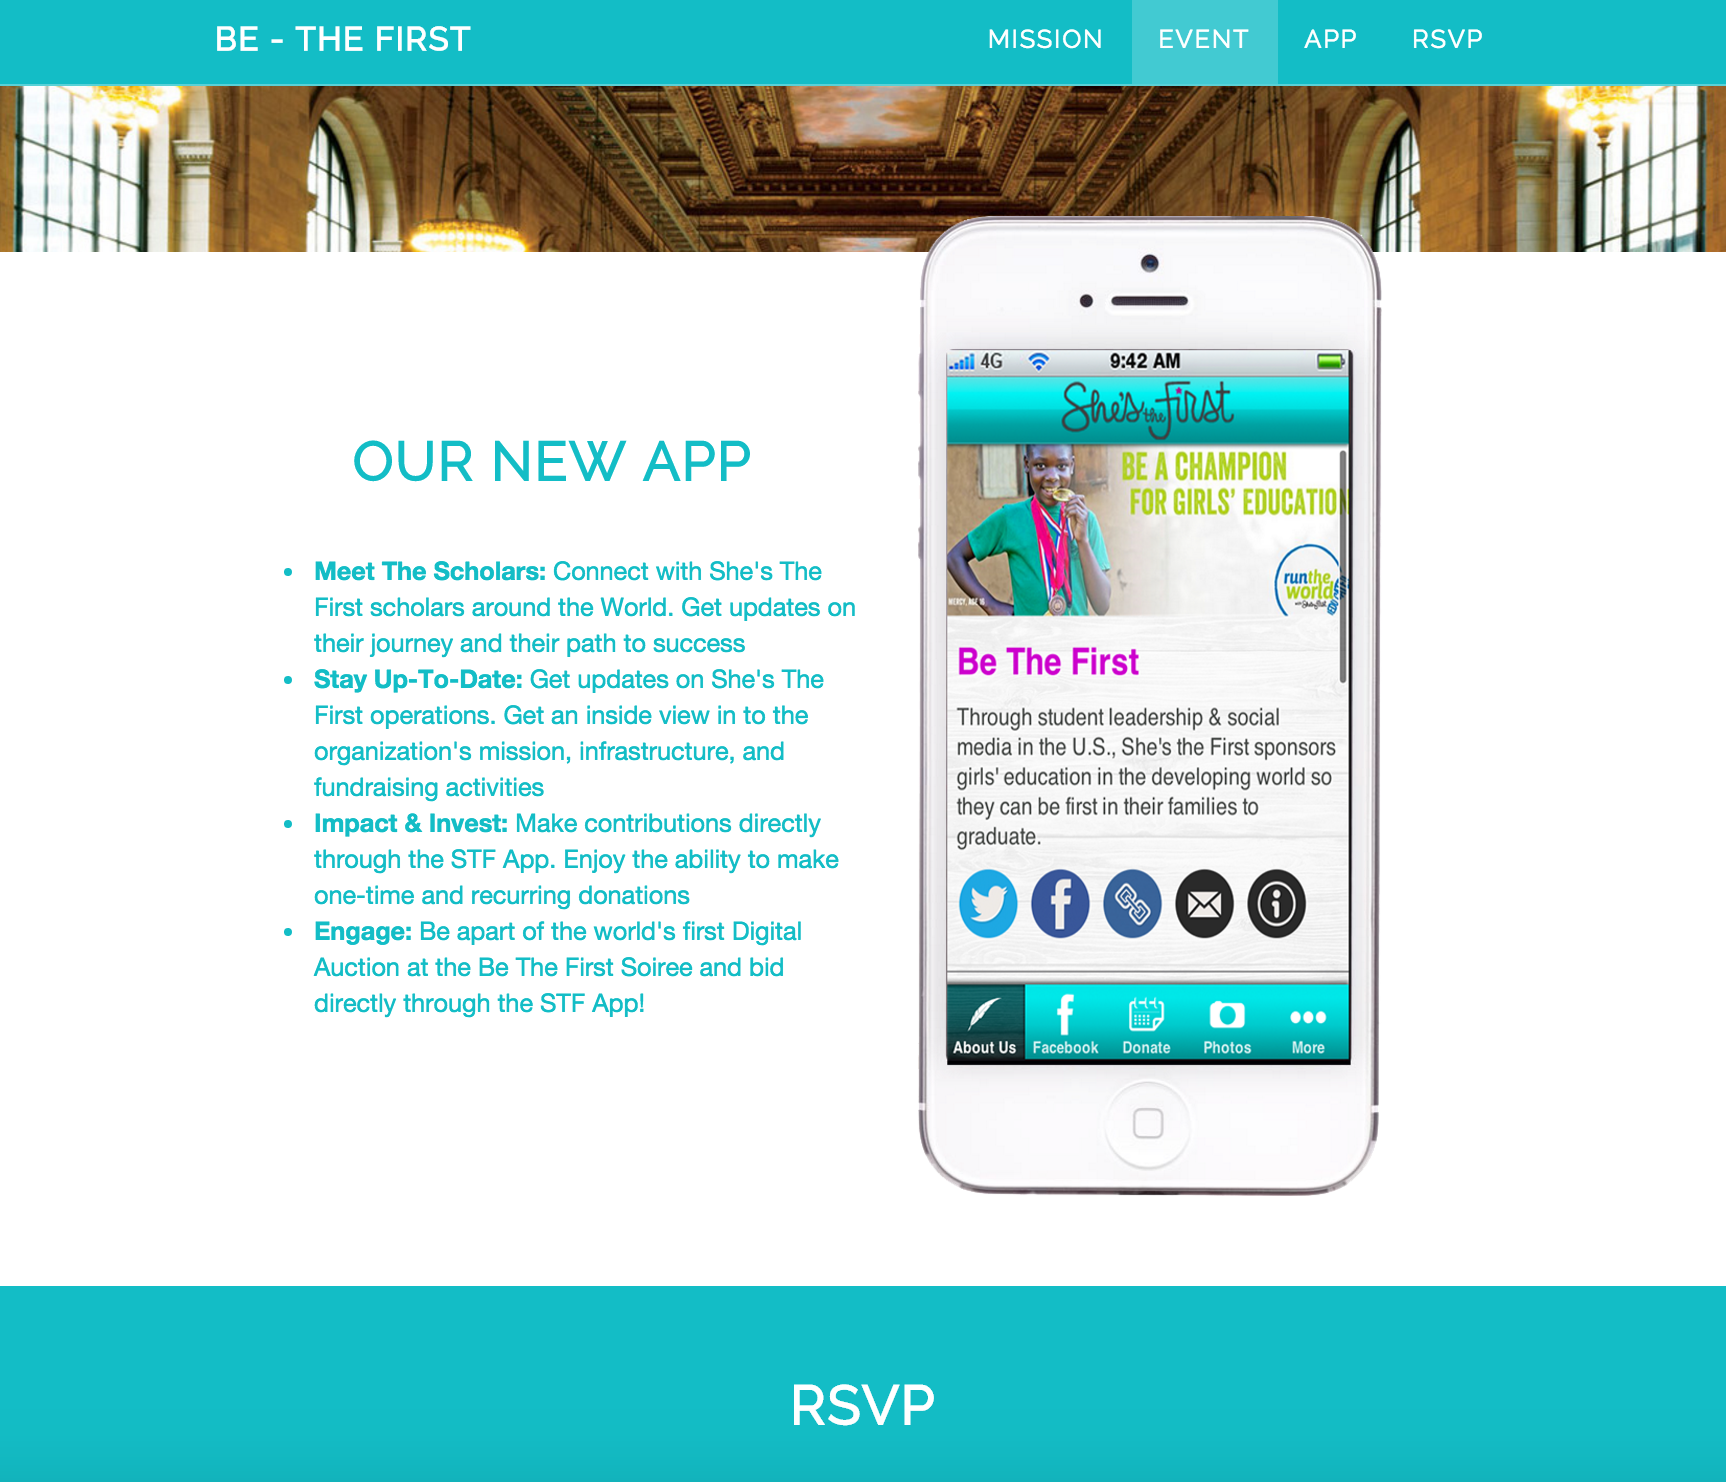 BE - THE FIRST
MISSION
EVENT
APP
RSVP
OUR NEW APP
Meet The Scholars: Connect with She's The
First scholars around the World. Get updates on
their journey and their path to success
Stay Up-To-Date: Get updates on She's The
First operations. Get an inside view in to the
organization's mission, infrastructure, and
fundraising activities
Impact & Invest: Make contributions directly
through the STF App. Enjoy the ability to make
one-time and recurring donations
Engage: Be apart of the world's first Digital
Auction at the Be The First Soiree and bid
directly through the STF App!
4G
9:42 AM
She's the First
BE A CHAMPION
FOR GIRLS' EDUCATION
run the
world
MERCY, AGE 16
Be The First
Through student leadership & social
media in the U.S., She's the First sponsors
girls' education in the developing world so
they can be first in their families to
graduate.
About Us
Facebook
Donate
Photos
More
RSVP